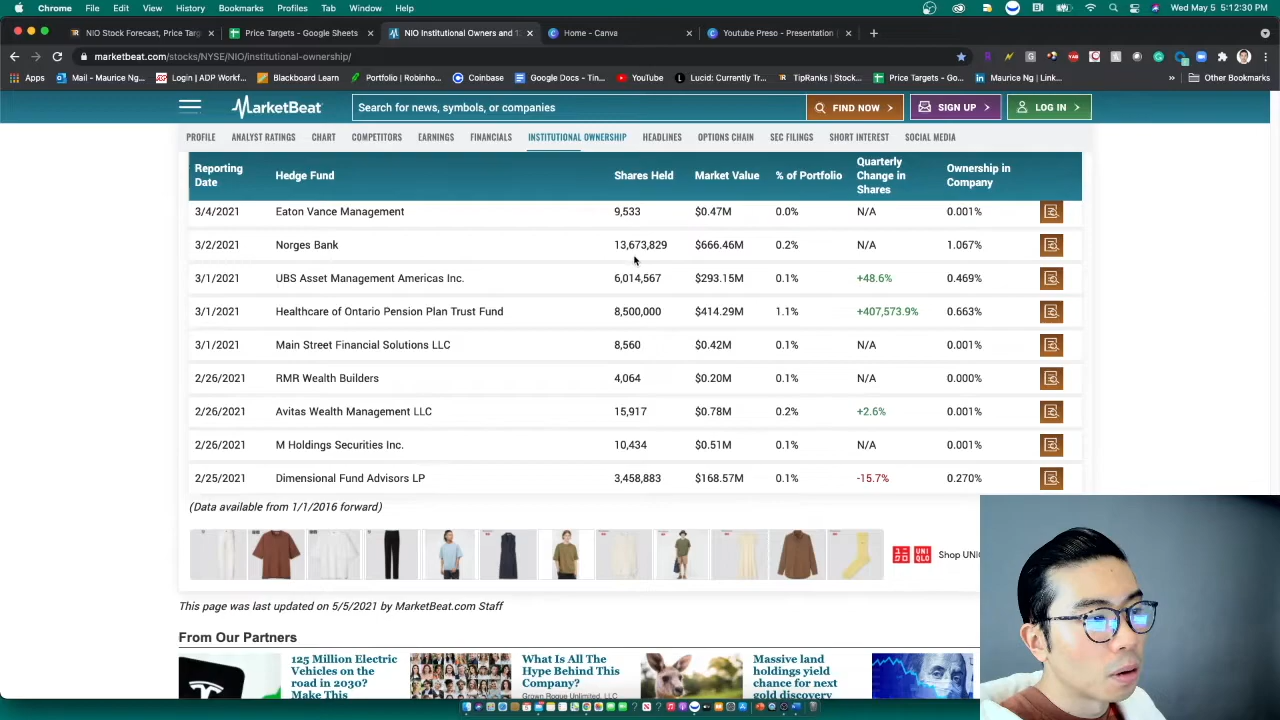 Chrome File Edit View History Bookmarks Profiles Tab Window Help Wed May 5 5:12:30 PM
NIO Stock Forecast, Price Targ Price Targets - Google Sheets NIO Institutional Owners and 1 Home - Canva Youtube Preso - Presentation
marketbeat.com/stocks/NYSE/NIO/institutional-ownership/
Apps Mail - Maurice Ng... Login | ADP Workf... Blackboard Learn Portfolio | Robinho... Coinbase Google Docs - Tin... YouTube Lucid: Currently Tr... TipRanks | Stock... Price Targets - Go... Maurice Ng | Link... » Other Bookmarks
MarketBeat Search for news, symbols, or companies FIND NOW SIGN UP LOG IN
PROFILE ANALYST RATINGS CHART COMPETITORS EARNINGS FINANCIALS INSTITUTIONAL OWNERSHIP HEADLINES OPTIONS CHAIN SEC FILINGS SHORT INTEREST SOCIAL MEDIA
Reporting Date Hedge Fund Shares Held Market Value % of Portfolio Quarterly Change in Shares Ownership in Company
3/4/2021 Eaton Vance Management 9,533 $0.47M 0.0% N/A 0.001%
3/2/2021 Norges Bank 13,673,829 $666.46M 0.2% N/A 1.067%
3/1/2021 UBS Asset Management Americas Inc. 6,014,567 $293.15M 0.1% +48.6% 0.469%
3/1/2021 Healthcare of Ontario Pension Plan Trust Fund 8,500,000 $414.29M 1.1% +407,573.9% 0.663%
3/1/2021 Main Street Financial Solutions LLC 8,560 $0.42M 0.1% N/A 0.001%
2/26/2021 RMR Wealth Builders 4,064 $0.20M 0.1% N/A 0.000%
2/26/2021 Avitas Wealth Management LLC 15,917 $0.78M 0.2% +2.6% 0.001%
2/26/2021 M Holdings Securities Inc. 10,434 $0.51M 0.1% N/A 0.001%
2/25/2021 Dimensional Fund Advisors LP 3,458,883 $168.57M 0.1% -15.7% 0.270%
(Data available from 1/1/2016 forward)
Shop UNI
This page was last updated on 5/5/2021 by MarketBeat.com Staff
From Our Partners
125 Million Electric
Vehicles on the
road in 2030?
Make This
What Is All The
Hype Behind This
Company?
Grown Rogue Unlimited, LLC
Massive land
holdings yield
chance for next
gold discovery